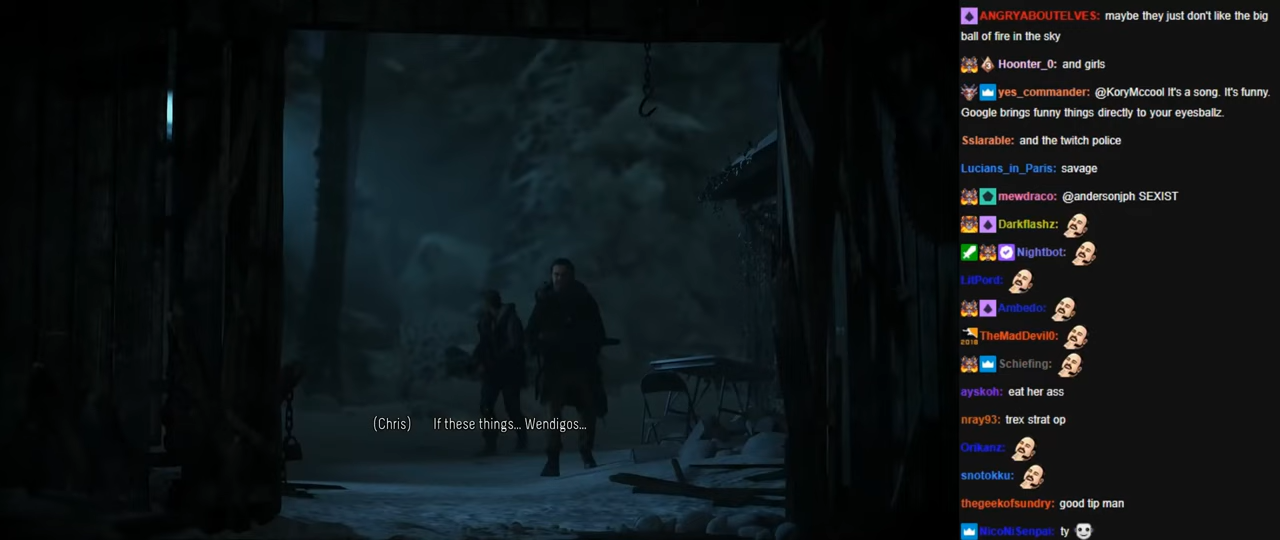 (Chris) If these things... Wendigos...
ANGRYABOUTELVES: maybe they just don't like the big
ball of fire in the sky
Hoonter_0: and girls
yes_commander: @KoryMccool It's a song. It's funny.
Google brings funny things directly to your eyesballz.
Sslarable: and the twitch police
Lucians_in_Paris: savage
mewdraco: @andersonjph SEXIST
Darkflashz:
Nightbot:
LitPord:
Ambedo:
2018 TheMadDevil0:
Schiefing:
ayskoh: eat her ass
nray93: trex strat op
Orikanz:
snotokku:
thegeekofsundry: good tip man
NicoNiSenpai: ty